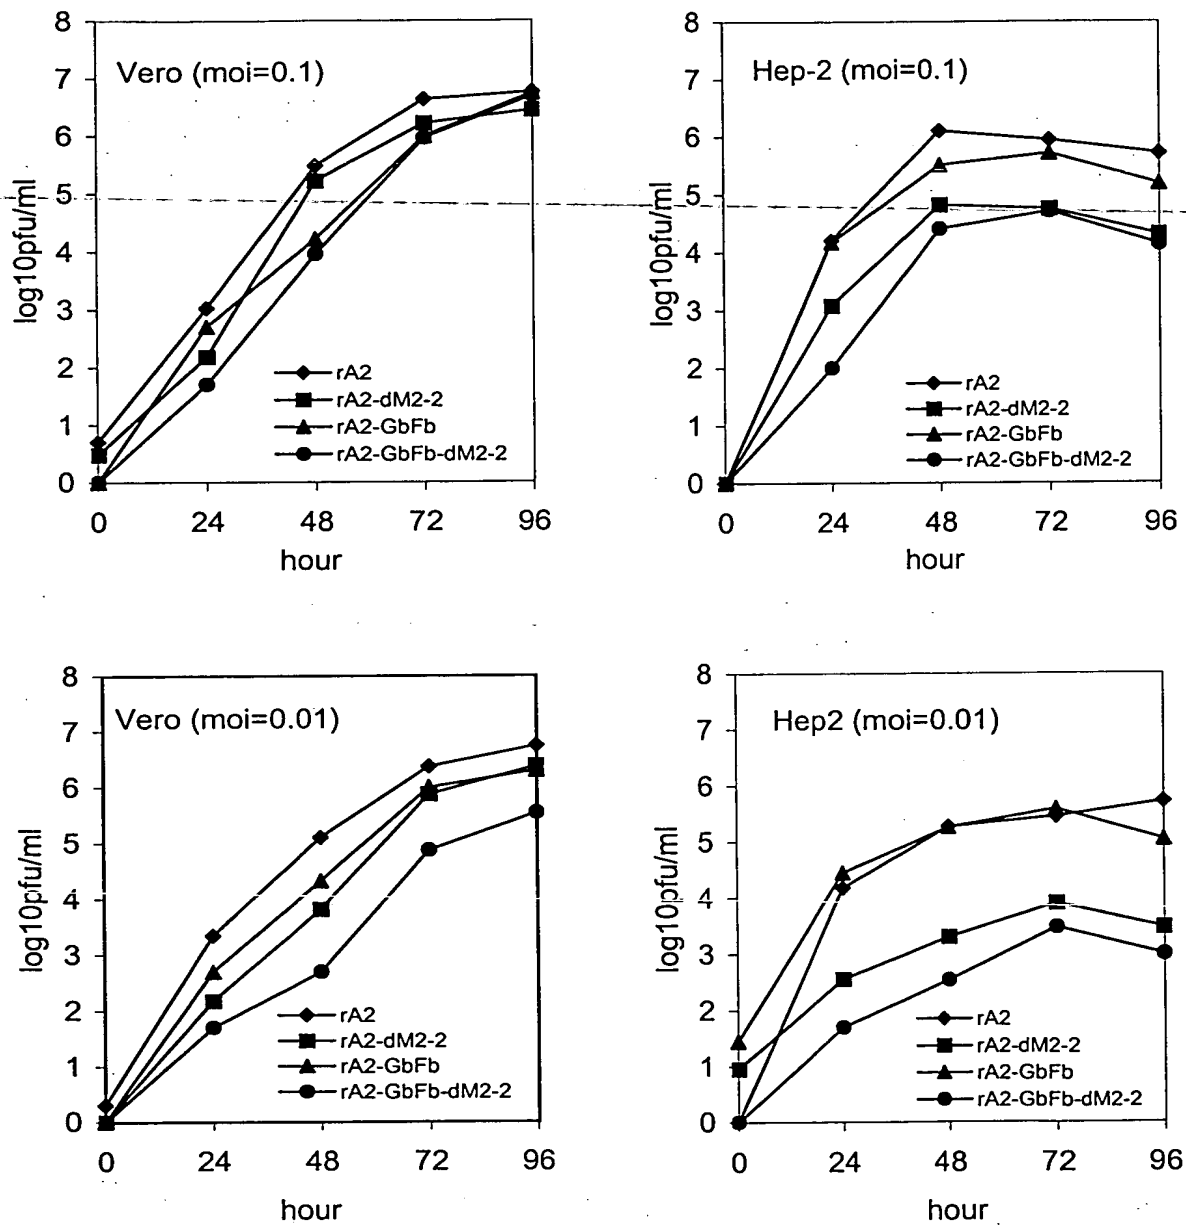 Vero (moi=0.1)
log10pfu/ml
8
7
6
5
4
3
2
1
0
rA2
rA2-dM2-2
rA2-GbFb
rA2-GbFb-dM2-2
0 24 48 72 96
hour
Hep-2 (moi=0.1)
log10pfu/ml
8
7
6
5
4
3
2
1
0
rA2
rA2-dM2-2
rA2-GbFb
rA2-GbFb-dM2-2
0 24 48 72 96
hour
Vero (moi=0.01)
log10pfu/ml
8
7
6
5
4
3
2
1
0
rA2
rA2-dM2-2
rA2-GbFb
rA2-GbFb-dM2-2
0 24 48 72 96
hour
Hep2 (moi=0.01)
log10pfu/ml
8
7
6
5
4
3
2
1
0
rA2
rA2-dM2-2
rA2-GbFb
rA2-GbFb-dM2-2
0 24 48 72 96
hour